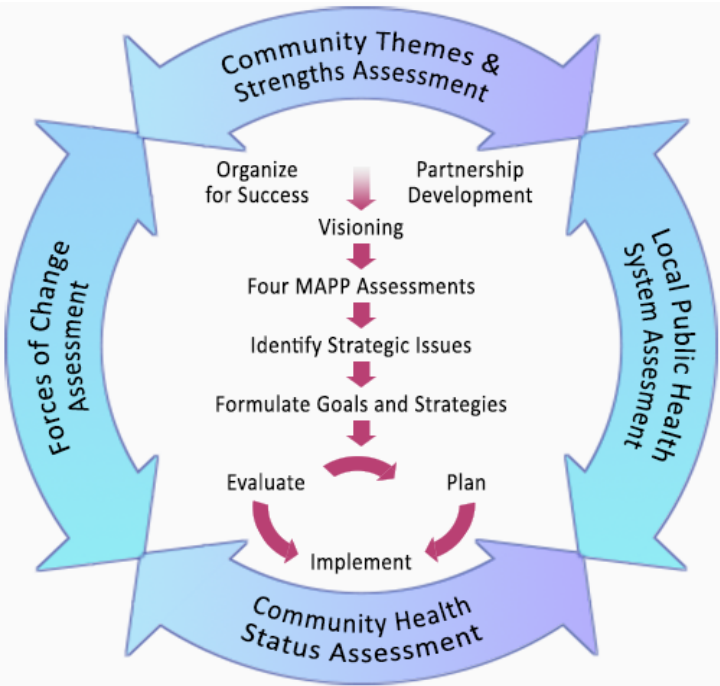 Community Themes &
Strengths Assessment
Organize
for Success
Partnership
Development
Visioning
Four MAPP Assessments
Identify Strategic Issues
Formulate Goals and Strategies
Evaluate
Plan
Implement
Forces of Change
Assessment
Local Public Health
System Assesment
Community Health
Status Assessment